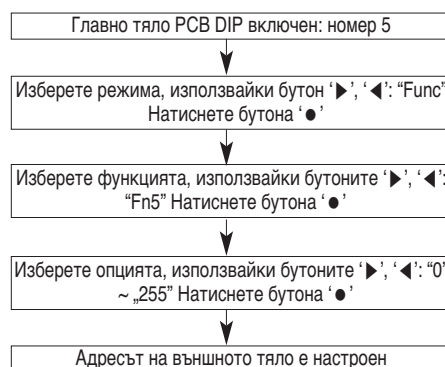 Главно тяло PCB DIP включен: номер 5
Изберете режима, използвайки бутон ‘▶’, ‘◀’: “Func”
Натиснете бутона ‘●’
Изберете функцията, използвайки бутоните ‘▶’, ‘◀’:
“Fn5” Натиснете бутона ‘●’
Изберете опцията, използвайки бутоните ‘▶’, ‘◀’: “0”
~ „255” Натиснете бутона ‘●’
Адресът на външното тяло е настроен